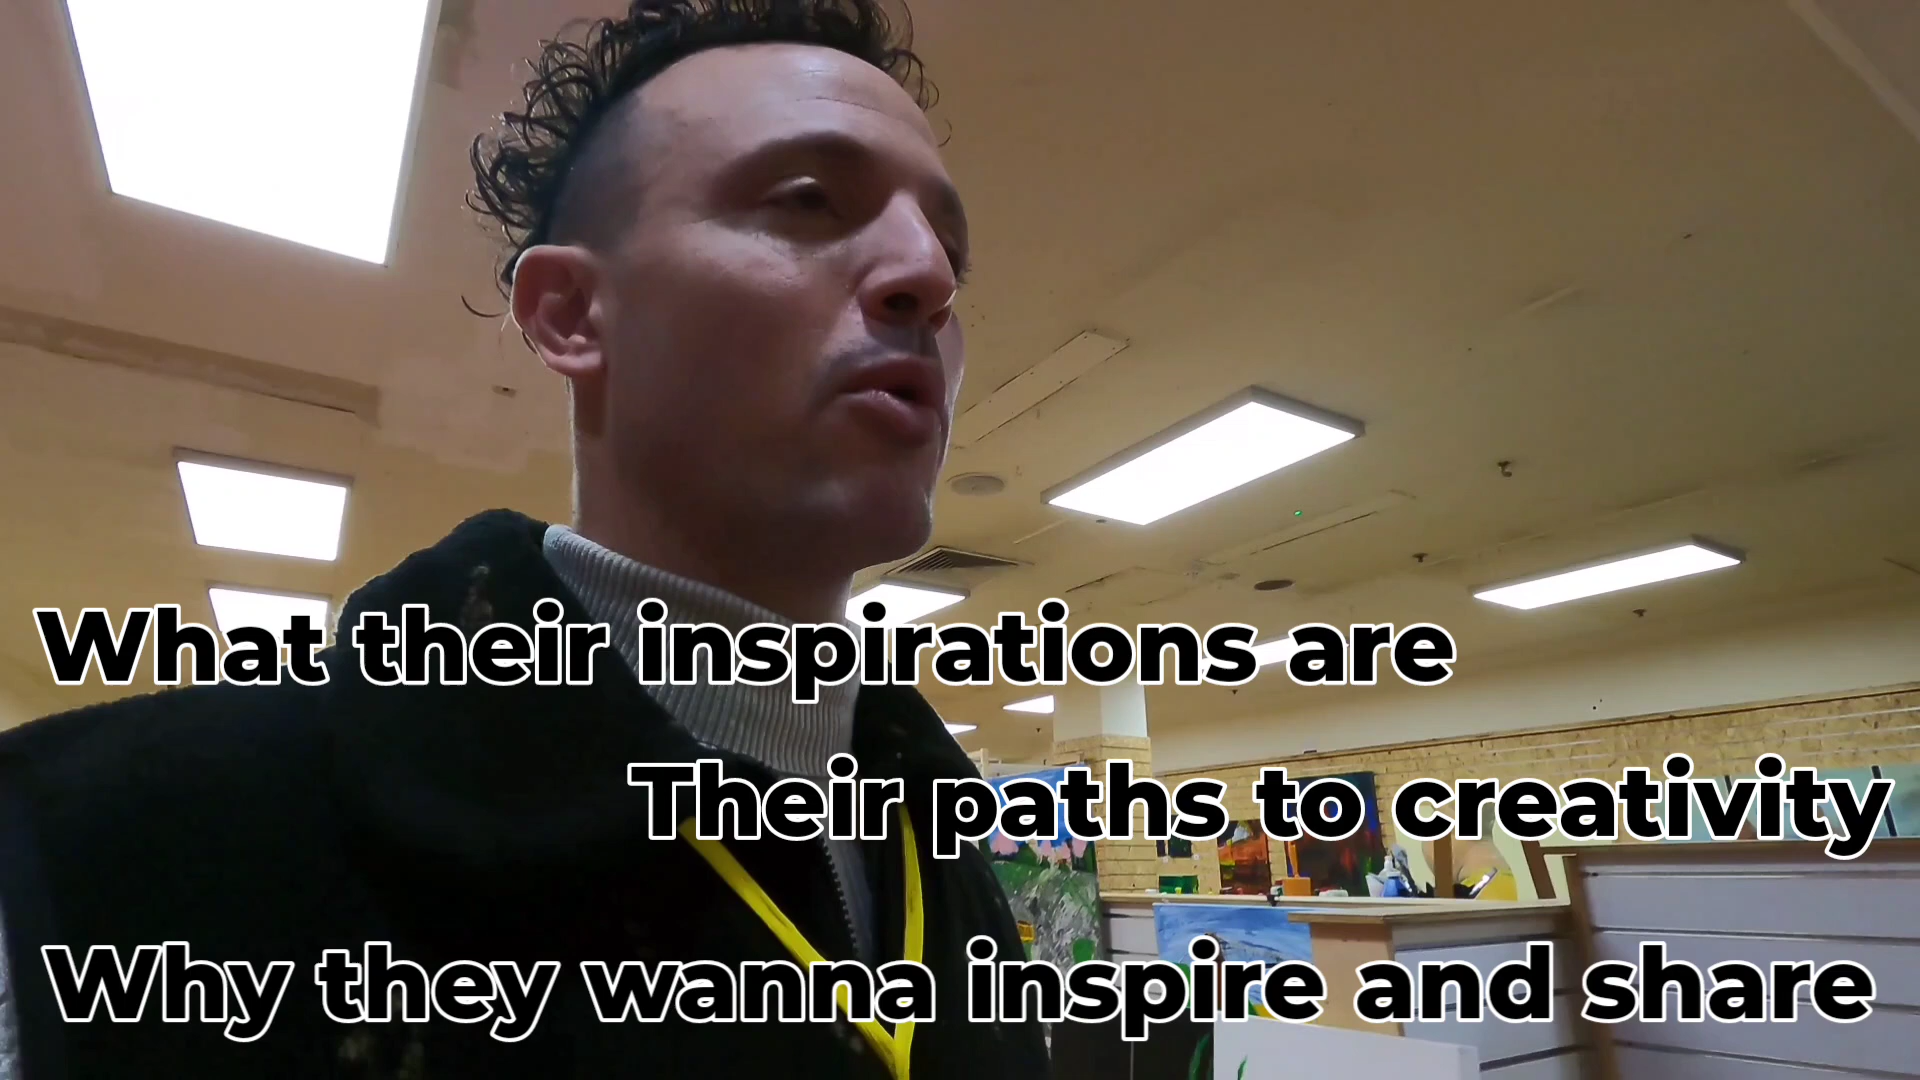 What their inspirations are
Their paths to creativity
Why they wanna inspire and share